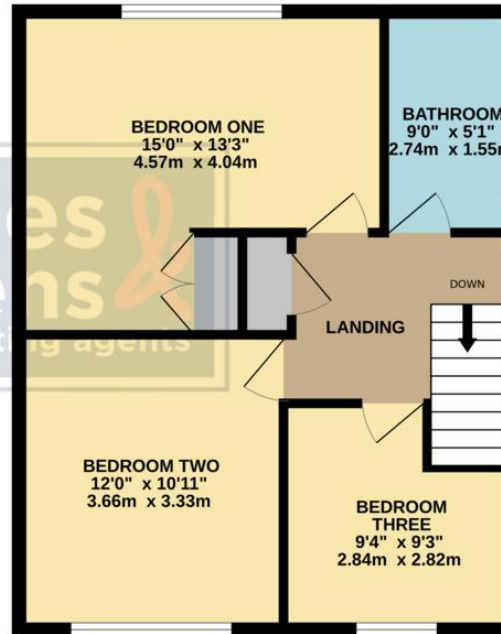 BEDROOM ONE
15'0" x 13'3"
4.57m x 4.04m
BATHROOM
9'0" x 5'1"
2.74m x 1.55m
DOWN
LANDING
BEDROOM TWO
12'0" x 10'11"
3.66m x 3.33m
BEDROOM
THREE
9'4" x 9'3"
2.84m x 2.82m